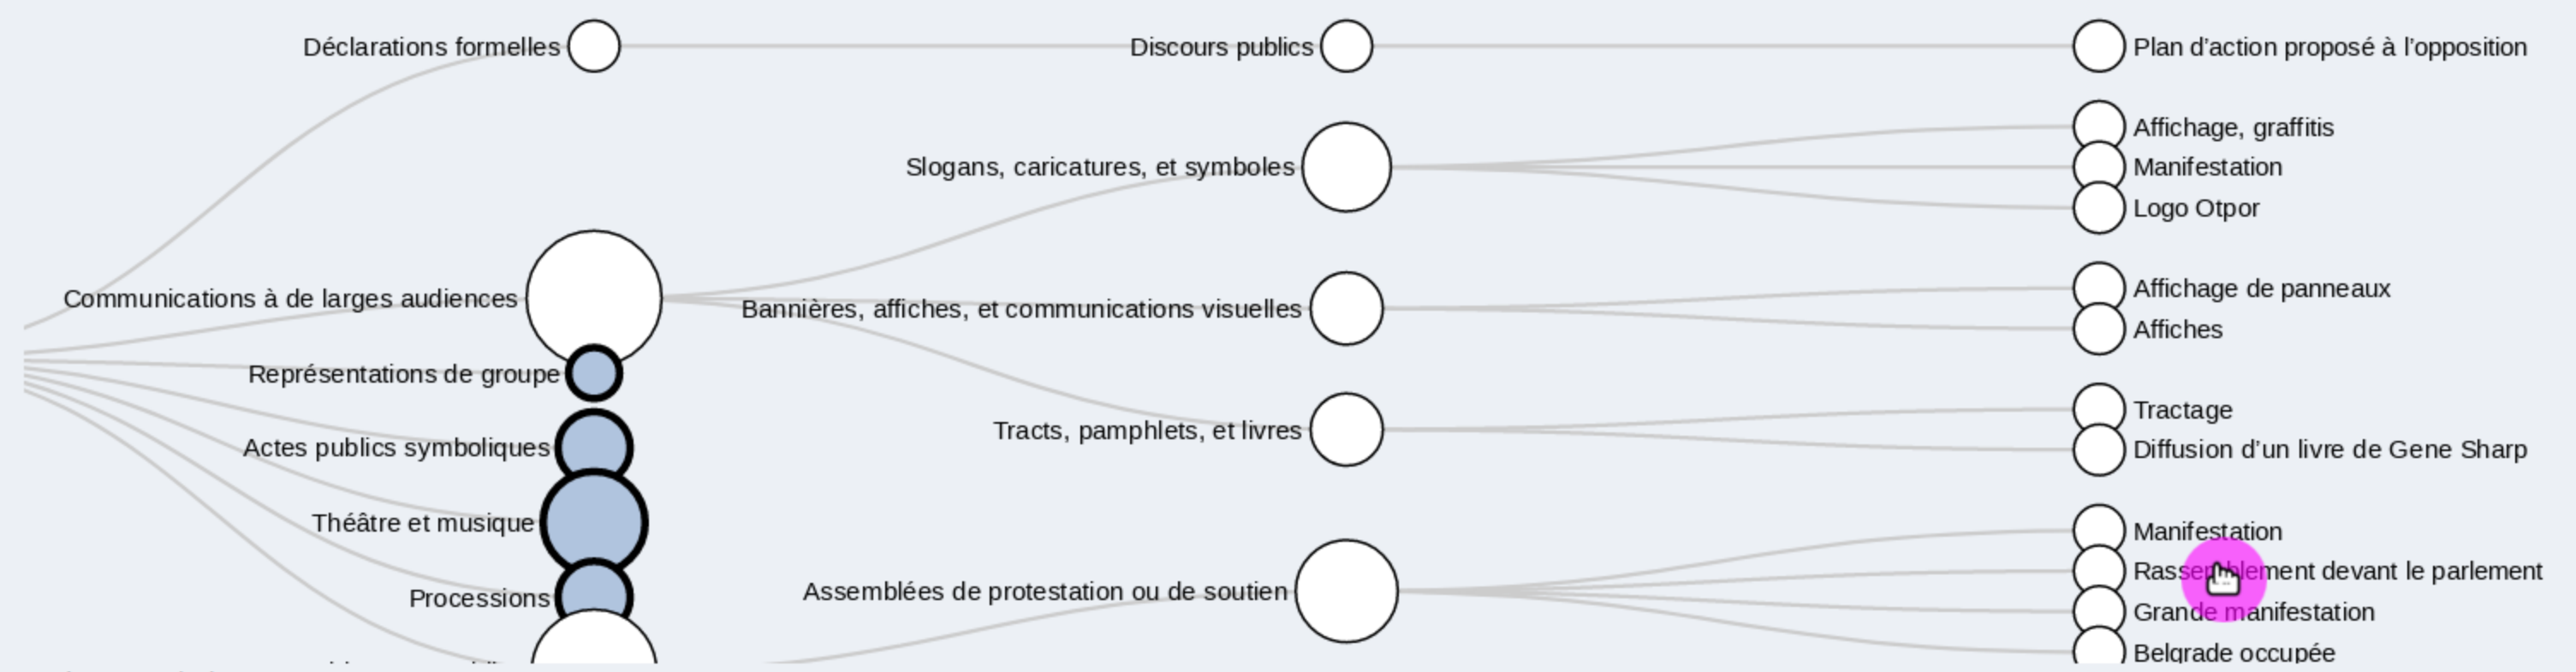 Déclarations formelles
Discours publics
Plan d’action proposé à l’opposition
Affichage, graffitis
Slogans, caricatures, et symboles
Manifestation
Logo Otpor
Communications à de larges audiences
Affichage de panneaux
Bannières, affiches, et communications visuelles
Affiches
Représentations de groupe
Tractage
Tracts, pamphlets, et livres
Actes publics symboliques
Diffusion d’un livre de Gene Sharp
Théâtre et musique
Manifestation
Rassemblement devant le parlement
Processions
Assemblées de protestation ou de soutien
Grande manifestation
Belgrade occupée